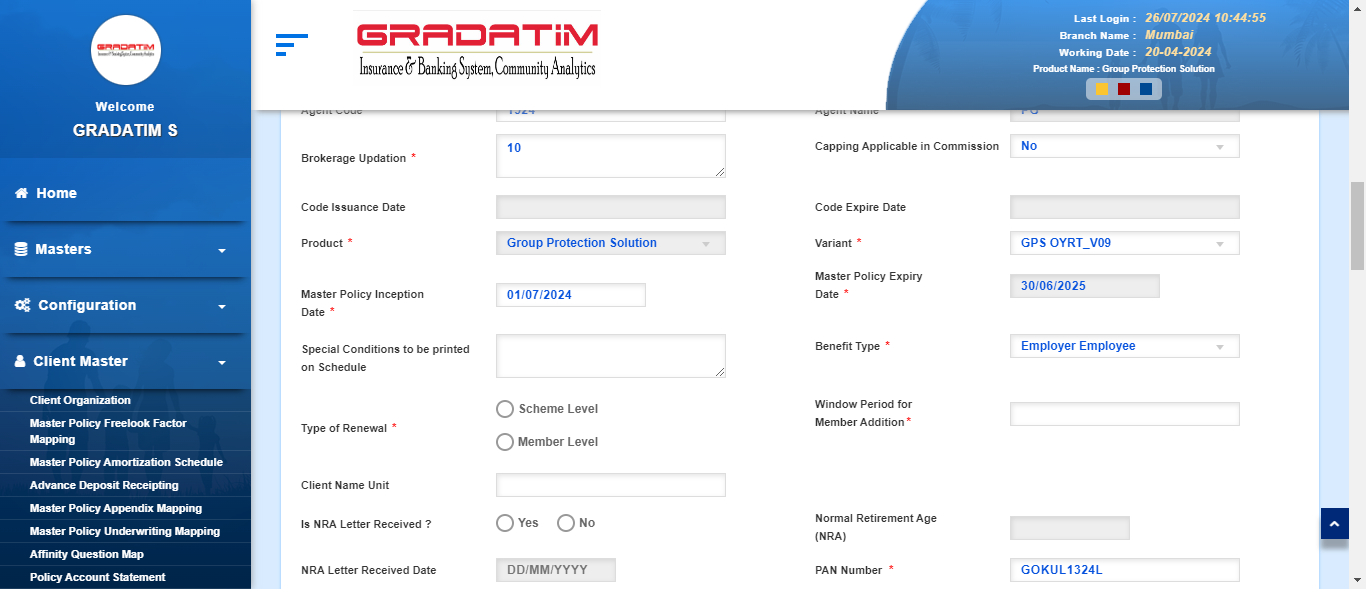 GRADATIM
Insurance & Banking System, Community Analytics
Welcome
GRADATIM S
Home
Masters
Configuration
Client Master
Client Organization
Master Policy Freelook Factor
Mapping
Master Policy Amortization Schedule
Advance Deposit Receipting
Master Policy Appendix Mapping
Master Policy Underwriting Mapping
Affinity Question Map
Policy Account Statement
GRADATIM
Insurance & Banking System, Community Analytics
Last Login : 26/07/2024 10:44:55
Branch Name : Mumbai
Working Date : 20-04-2024
Product Name : Group Protection Solution
Agent Code 1324 Agent Name PG
Brokerage Updation * 10 Capping Applicable in Commission No
Code Issuance Date Code Expire Date
Product * Group Protection Solution Variant * GPS OYRT_V09
Master Policy Inception
Date * 01/07/2024
Master Policy Expiry
Date * 30/06/2025
Special Conditions to be printed
on Schedule
Benefit Type * Employer Employee
Type of Renewal *
Scheme Level
Member Level
Window Period for
Member Addition *
Client Name Unit
Is NRA Letter Received ? Yes No
Normal Retirement Age
(NRA)
NRA Letter Received Date DD/MM/YYYY PAN Number * GOKUL1324L